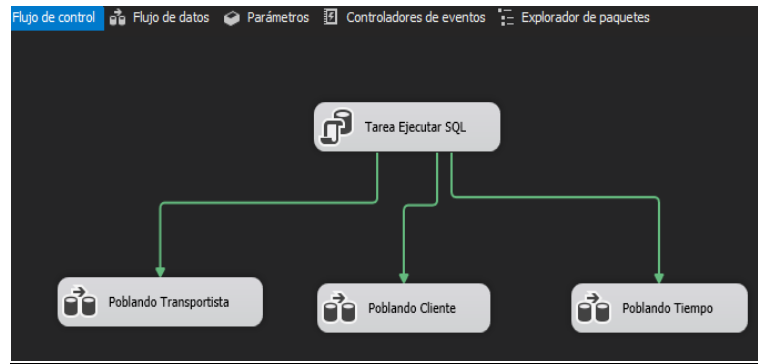 Flujo de control Flujo de datos Parámetros Controladores de eventos Explorador de paquetes
Tarea Ejecutar SQL
Poblando Transportista
Poblando Cliente
Poblando Tiempo